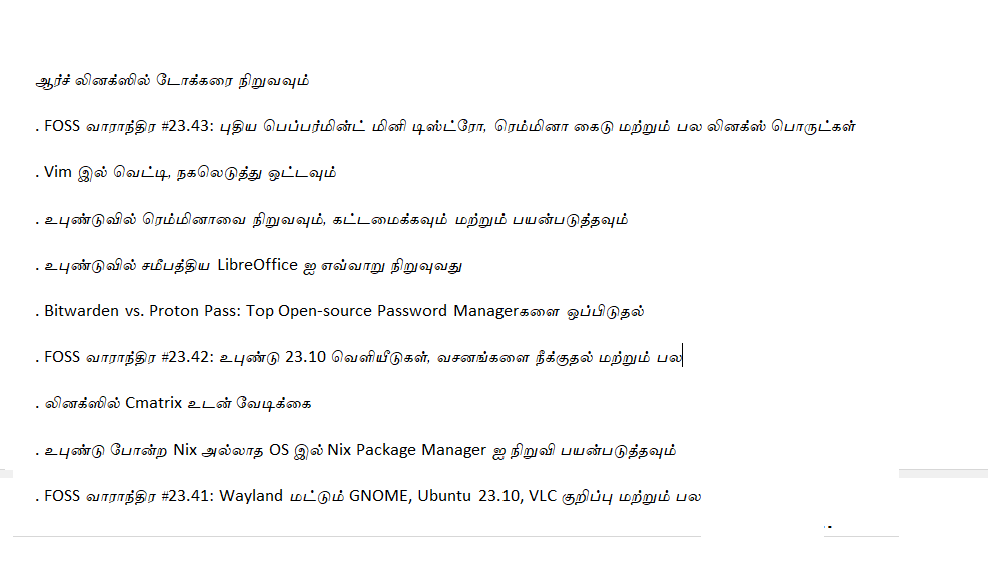 ஆர்ச் லினக்ஸில் டோக்கரை நிறுவவும்
. FOSS வாராந்திர #23.43: புதிய பெப்பர்மின்ட் மினி டிஸ்ட்ரோ, ரெம்மினா கைடு மற்றும் பல லினக்ஸ் பொருட்கள்
. Vim இல் வெட்டி, நகலெடுத்து ஒட்டவும்
. உபுண்டுவில் ரெம்மினாவை நிறுவவும், கட்டமைக்கவும் மற்றும் பயன்படுத்தவும்
. உபுண்டுவில் சமீபத்திய LibreOffice ஐ எவ்வாறு நிறுவுவது
. Bitwarden vs. Proton Pass: Top Open-source Password Managerகளை ஒப்பிடுதல்
. FOSS வாராந்திர #23.42: உபுண்டு 23.10 வெளியீடுகள், வசனங்களை நீக்குதல் மற்றும் பல
. லினக்ஸில் Cmatrix உடன் வேடிக்கை
. உபுண்டு போன்ற Nix அல்லாத OS இல் Nix Package Manager ஐ நிறுவி பயன்படுத்தவும்
. FOSS வாராந்திர #23.41: Wayland மட்டும் GNOME, Ubuntu 23.10, VLC குறிப்பு மற்றும் பல